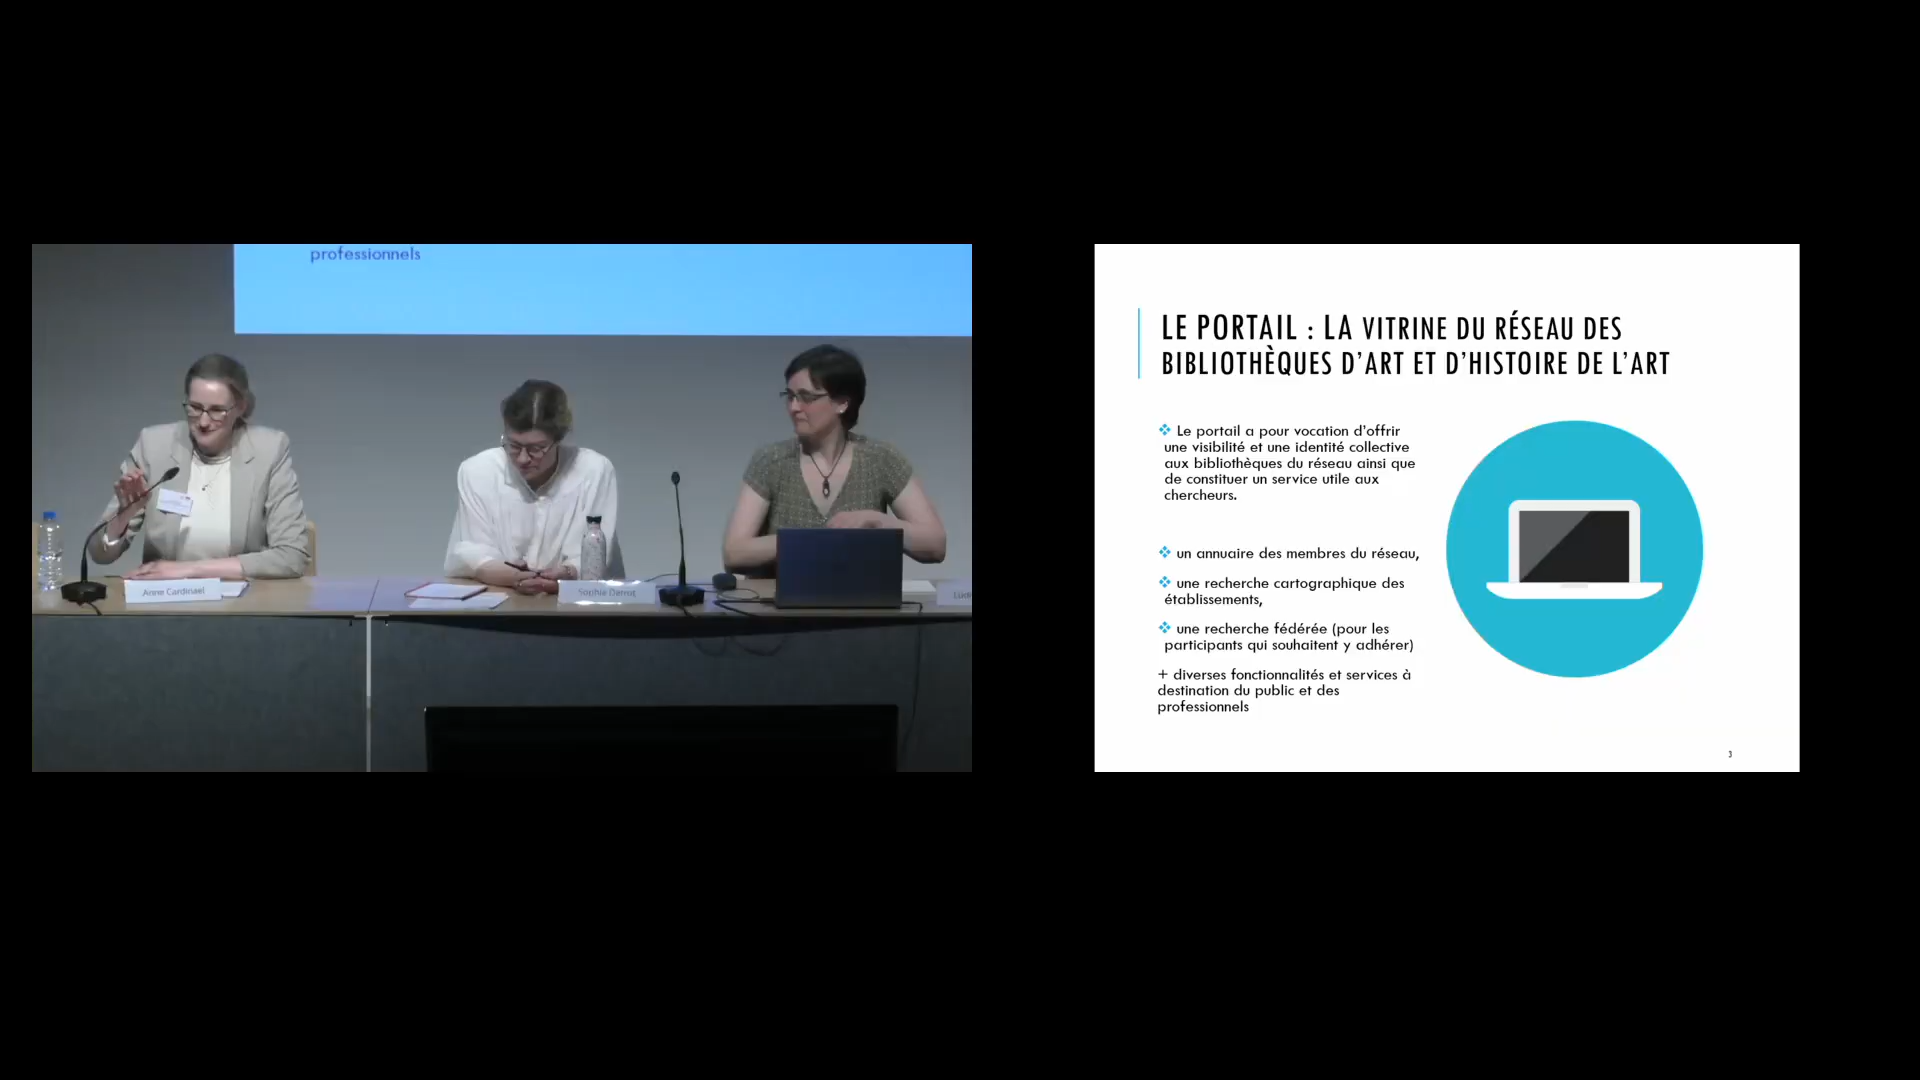 professionnels
Anne Cardinael
Sophie Derrot
LE PORTAIL : LA VITRINE DU RÉSEAU DES
BIBLIOTHÈQUES D’ART ET D’HISTOIRE DE L’ART
❖ Le portail a pour vocation d’offrir
une visibilité et une identité collective
aux bibliothèques du réseau ainsi que
de constituer un service utile aux
chercheurs.
❖ un annuaire des membres du réseau,
❖ une recherche cartographique des
établissements,
❖ une recherche fédérée (pour les
participants qui souhaitent y adhérer)
+ diverses fonctionnalités et services à
destination du public et des
professionnels
3